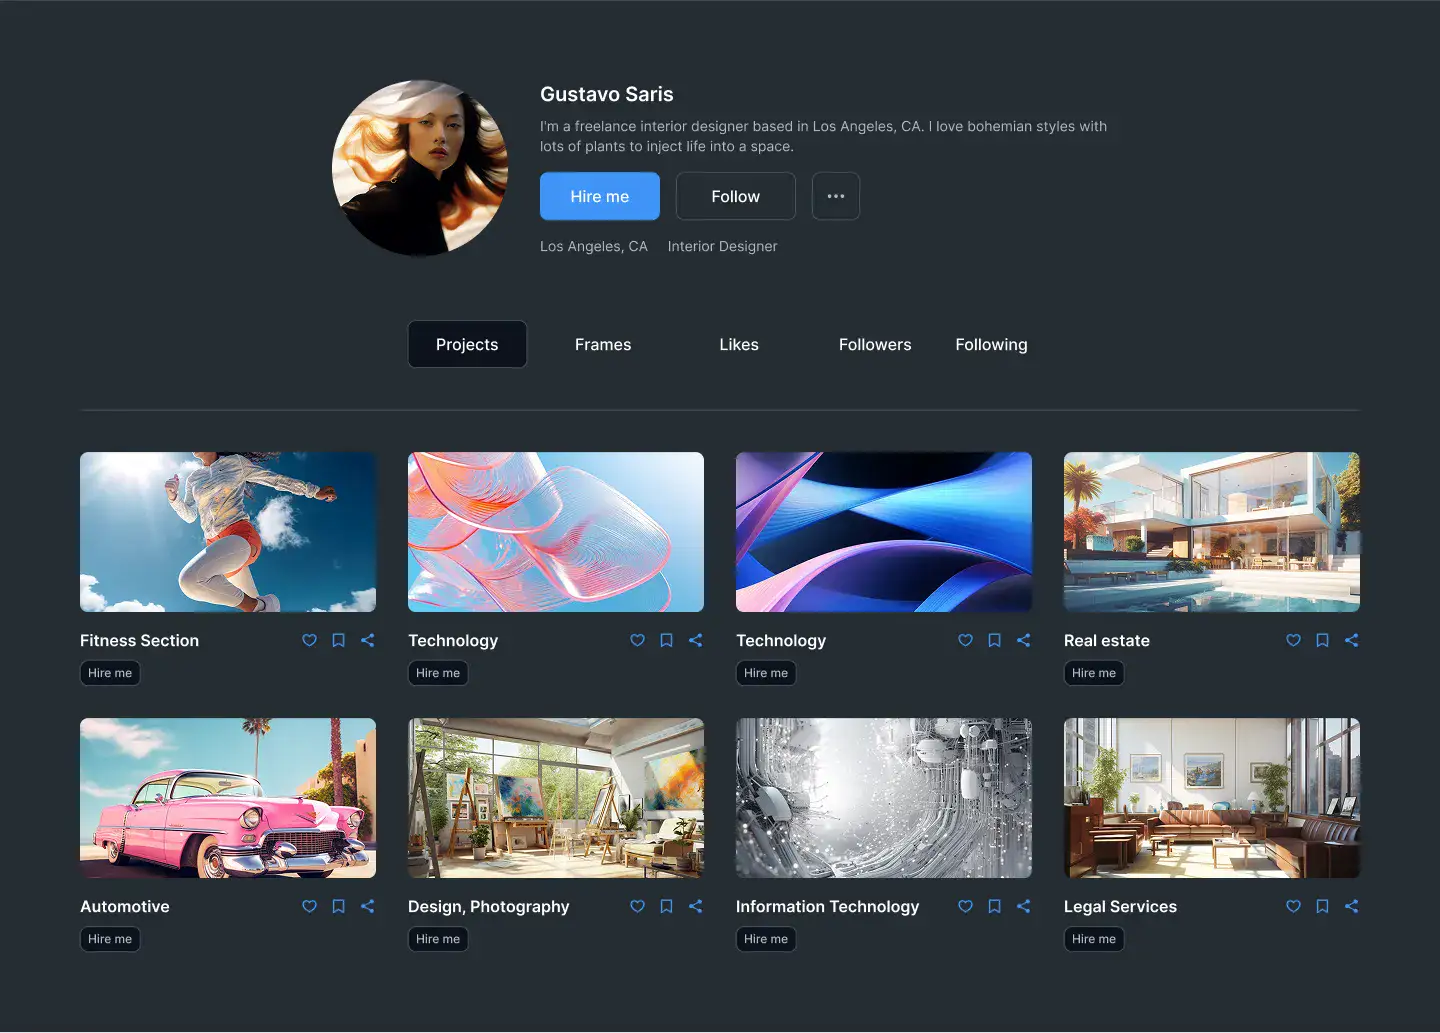 Gustavo Saris
I'm a freelance interior designer based in Los Angeles, CA. I love bohemian styles with
lots of plants to inject life into a space.
Hire me
Follow
Los Angeles, CA
Interior Designer
Projects
Frames
Likes
Followers
Following
Fitness Section
Technology
Technology
Real estate
Hire me
Hire me
Hire me
Hire me
Automotive
Design, Photography
Information Technology
Legal Services
Hire me
Hire me
Hire me
Hire me